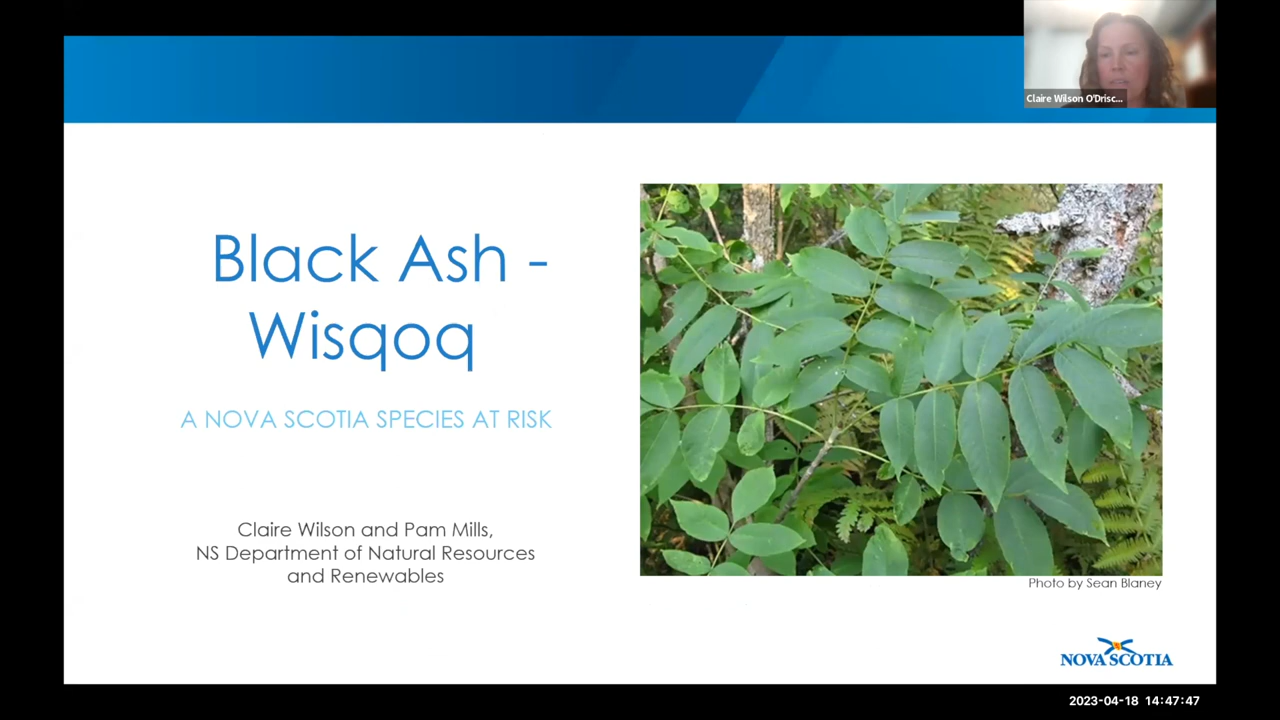 Claire Wilson O'Drisc...
Black Ash -
Wisqoq
A NOVA SCOTIA SPECIES AT RISK
Claire Wilson and Pam Mills,
NS Department of Natural Resources
and Renewables
Photo by Sean Blaney
NOVA SCOTIA
2023-04-18 14:47:47